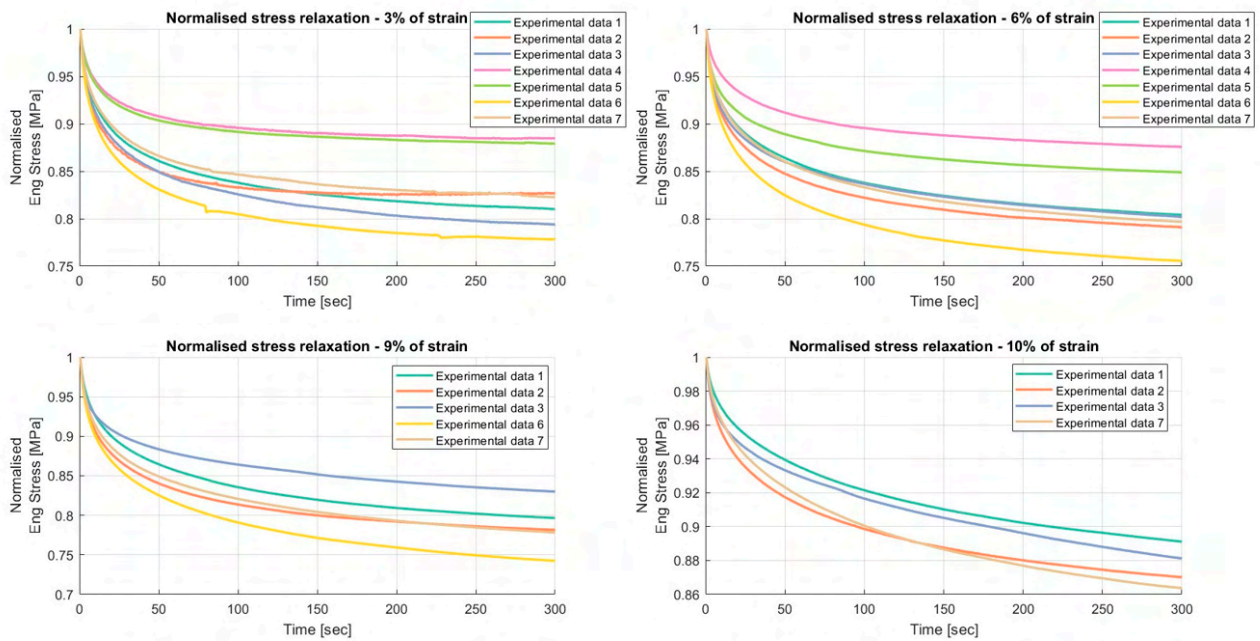 Normalised stress relaxation - 3% of strain
Normalised
Eng Stress [MPa]
1
0.95
0.9
0.85
0.8
0.75
0 50 100 150 200 250 300
Time [sec]
Experimental data 1
Experimental data 2
Experimental data 3
Experimental data 4
Experimental data 5
Experimental data 6
Experimental data 7
Normalised stress relaxation - 6% of strain
Normalised
Eng Stress [MPa]
1
0.95
0.9
0.85
0.8
0.75
0 50 100 150 200 250 300
Time [sec]
Experimental data 1
Experimental data 2
Experimental data 3
Experimental data 4
Experimental data 5
Experimental data 6
Experimental data 7
Normalised stress relaxation - 9% of strain
Normalised
Eng Stress [MPa]
1
0.95
0.9
0.85
0.8
0.75
0.7
0 50 100 150 200 250 300
Time [sec]
Experimental data 1
Experimental data 2
Experimental data 3
Experimental data 6
Experimental data 7
Normalised stress relaxation - 10% of strain
Normalised
Eng Stress [MPa]
1
0.98
0.96
0.94
0.92
0.9
0.88
0.86
0 50 100 150 200 250 300
Time [sec]
Experimental data 1
Experimental data 2
Experimental data 3
Experimental data 7